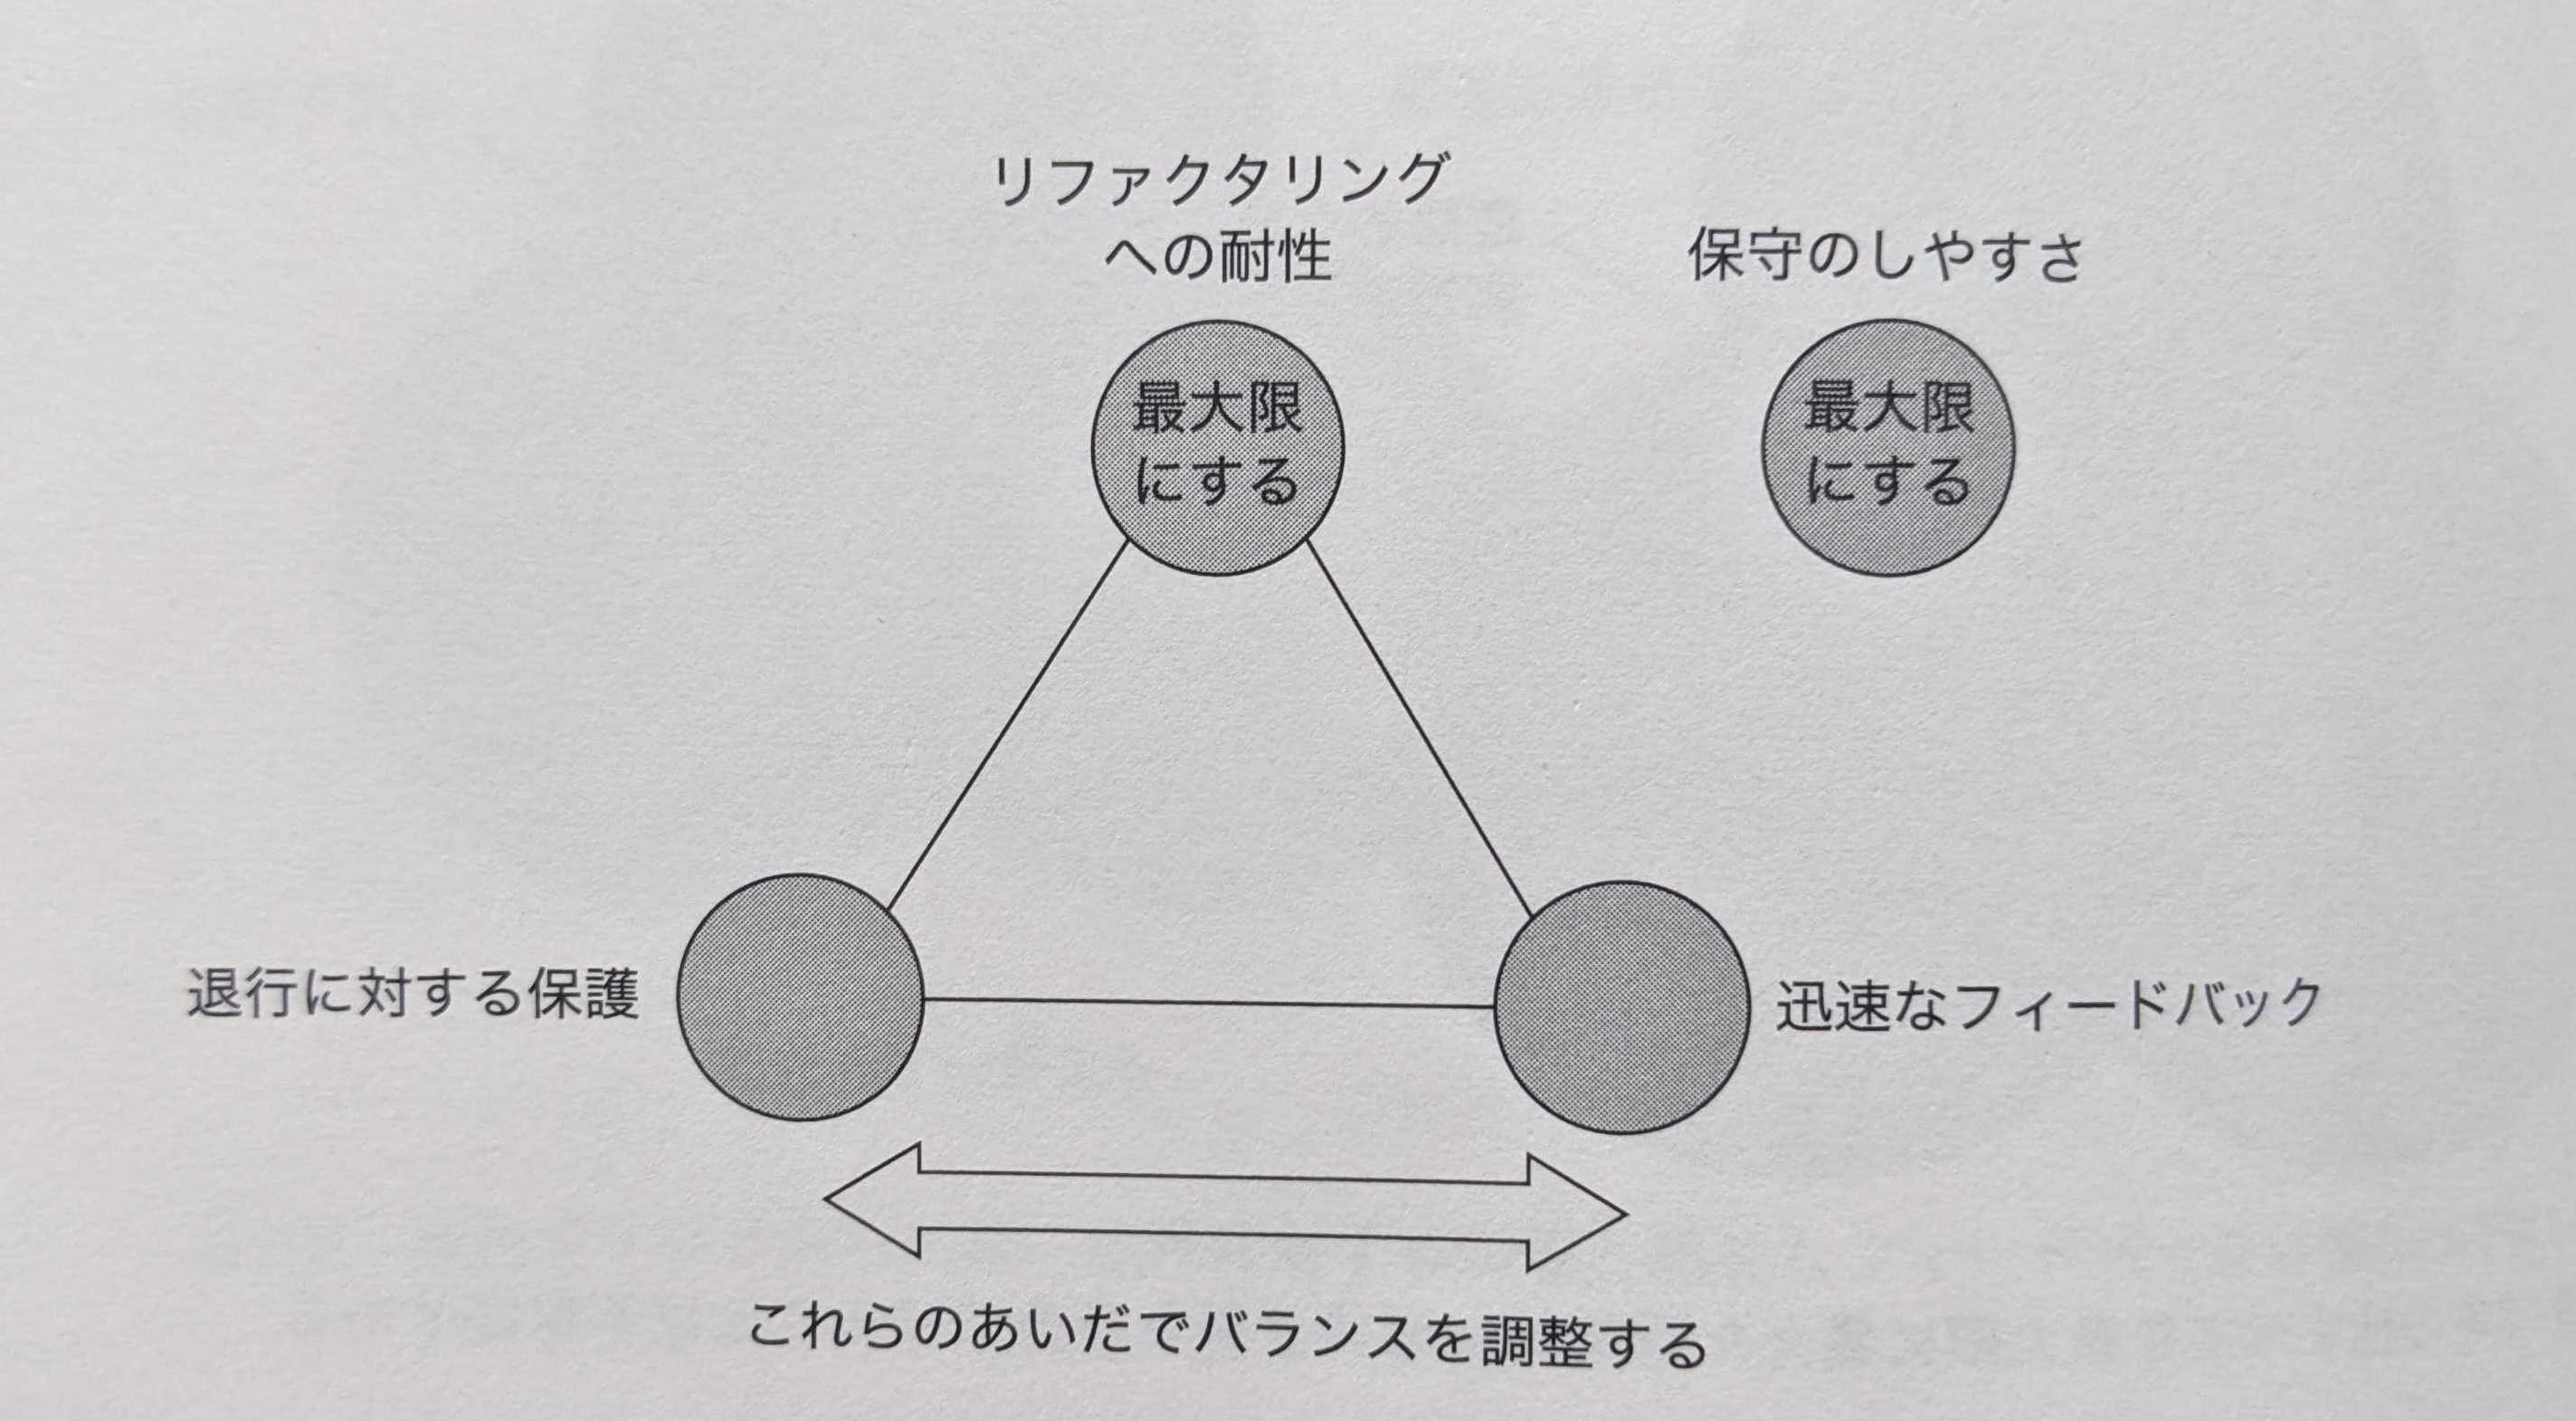 リファクタリング
への耐性
保守のしやすさ
最大限
にする
最大限
にする
退行に対する保護
迅速なフィードバック
これらのあいだでバランスを調整する